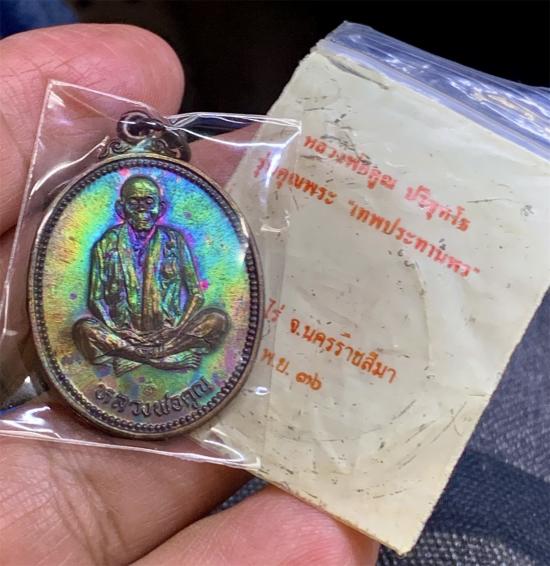 หลวงพ่อคูณ
หลวงพ่อคูณ ปริสุทโธ
รุ่นคุณพระ "เทพประทานพร"
ไร่ จ.นครราชสีมา
พ.ย. ๓๖